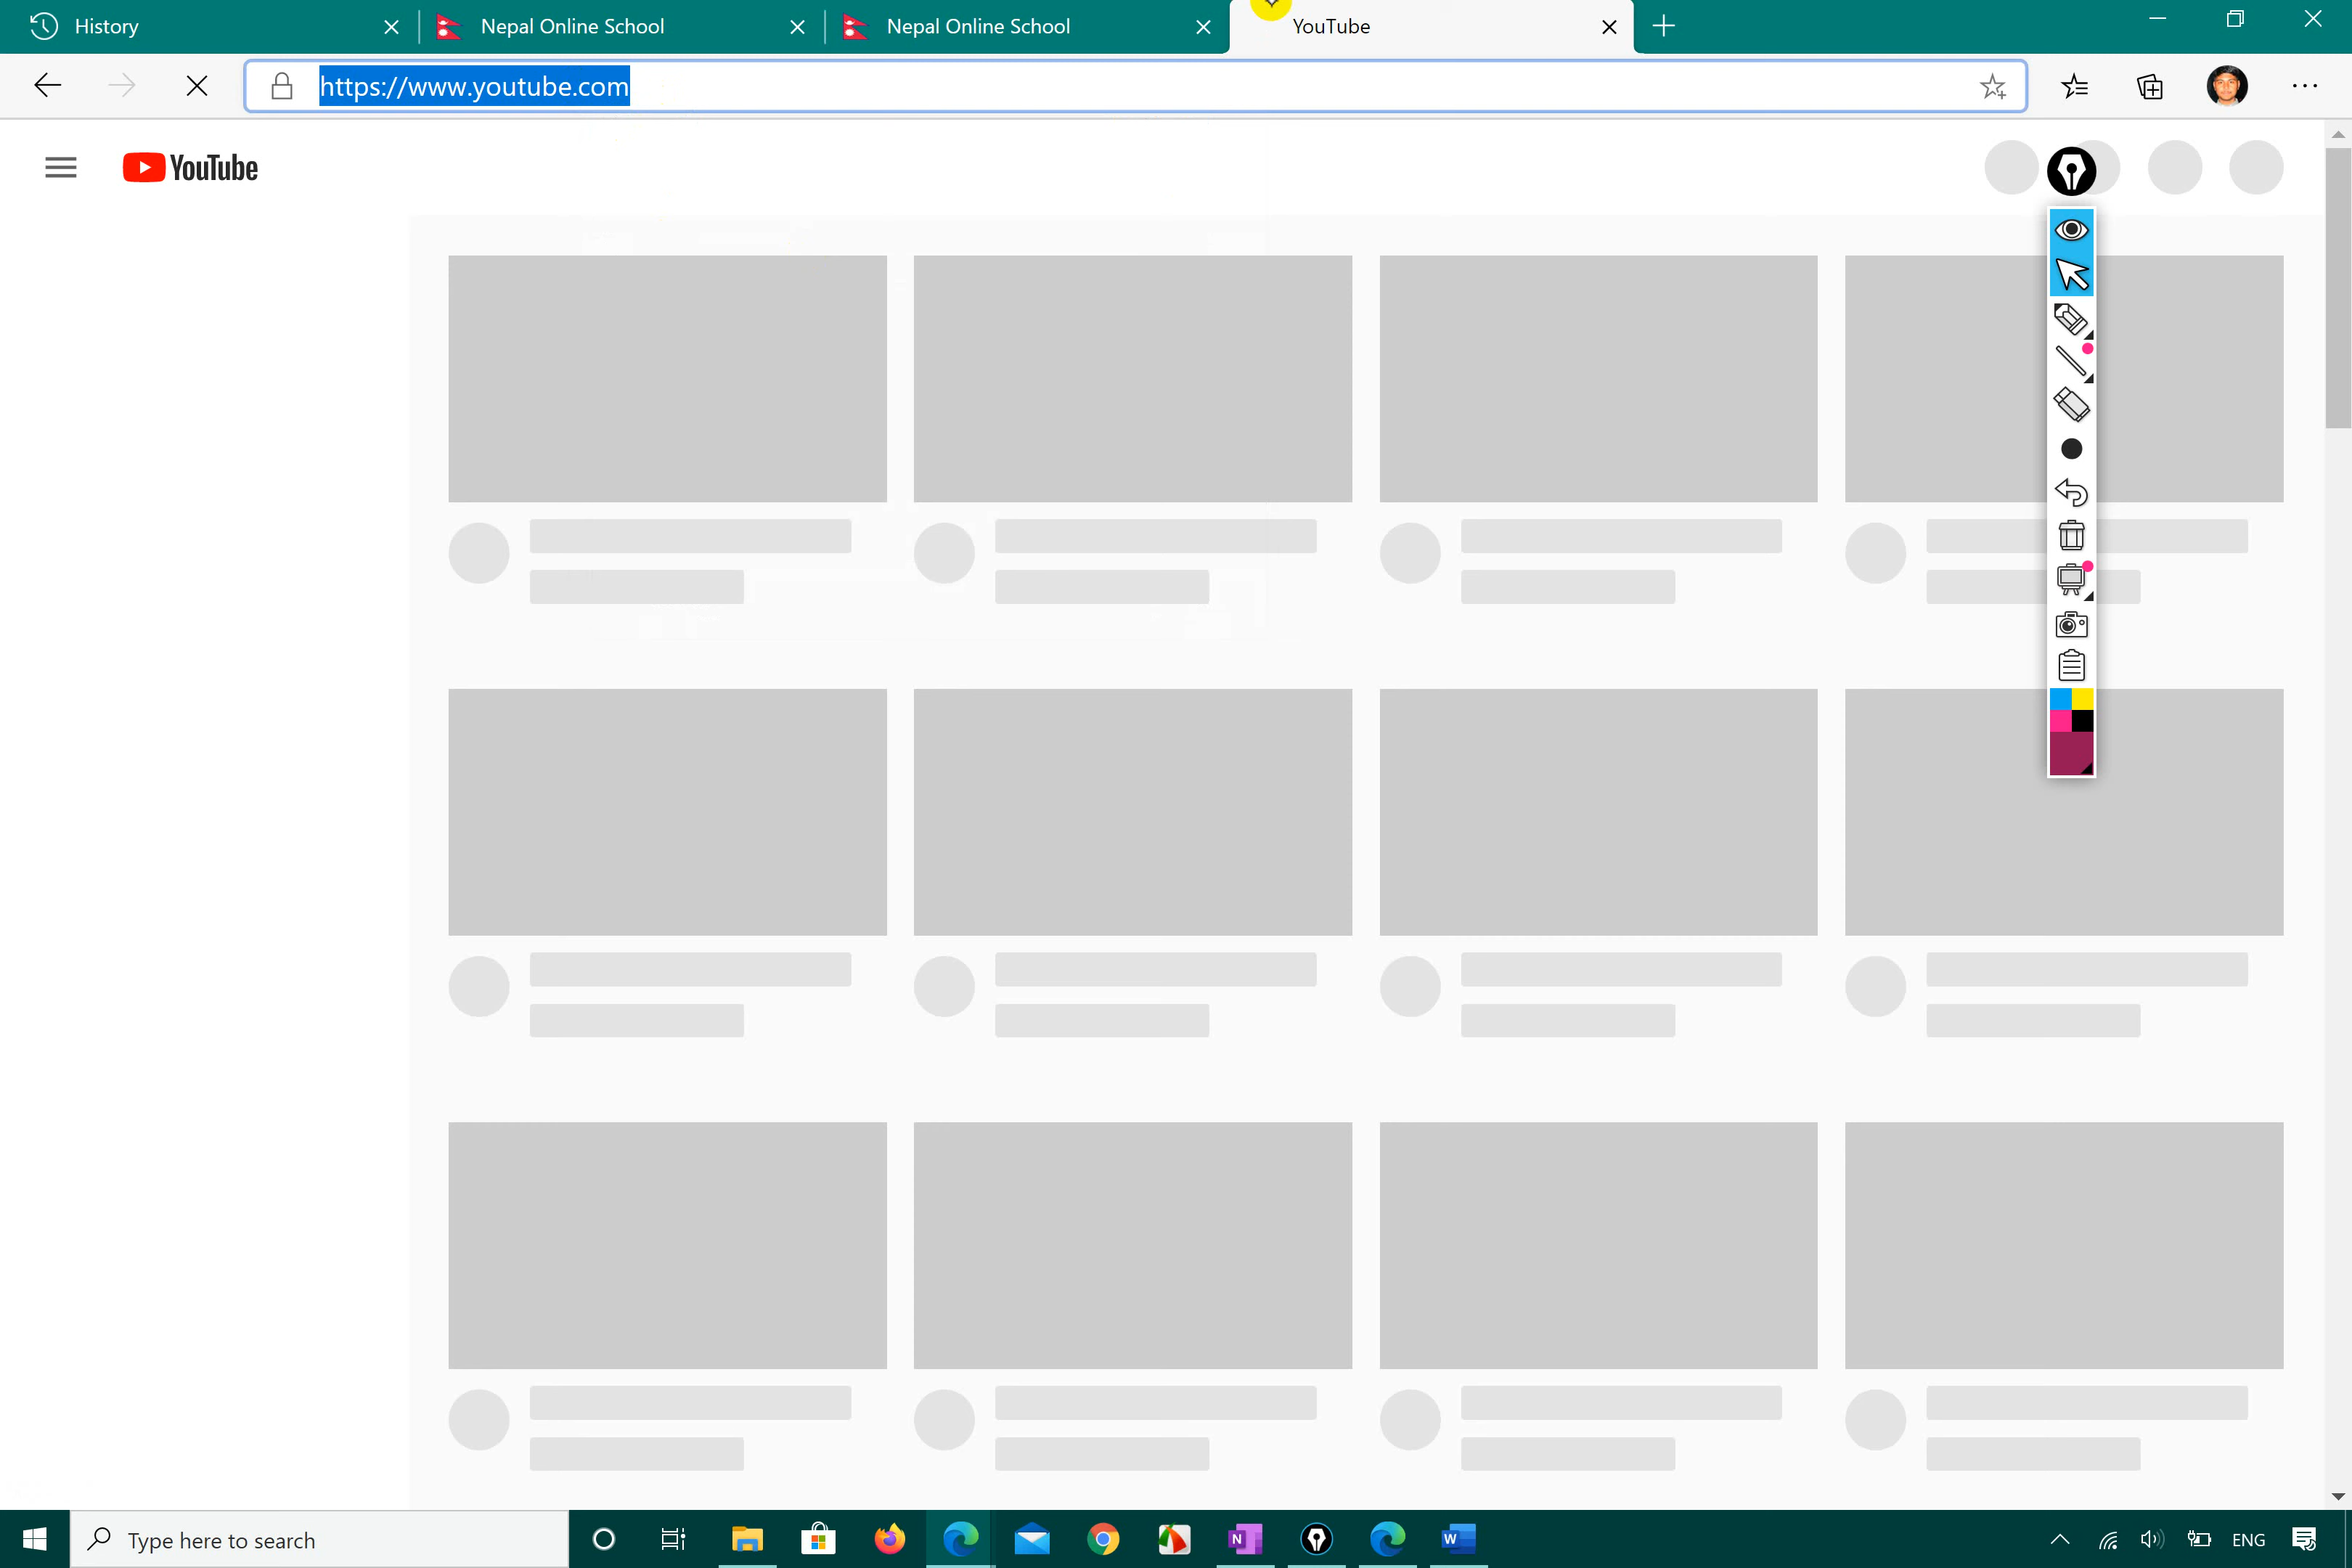 History
Nepal Online School
Nepal Online School
YouTube
https://www.youtube.com
YouTube
Type here to search
N
W
ENG